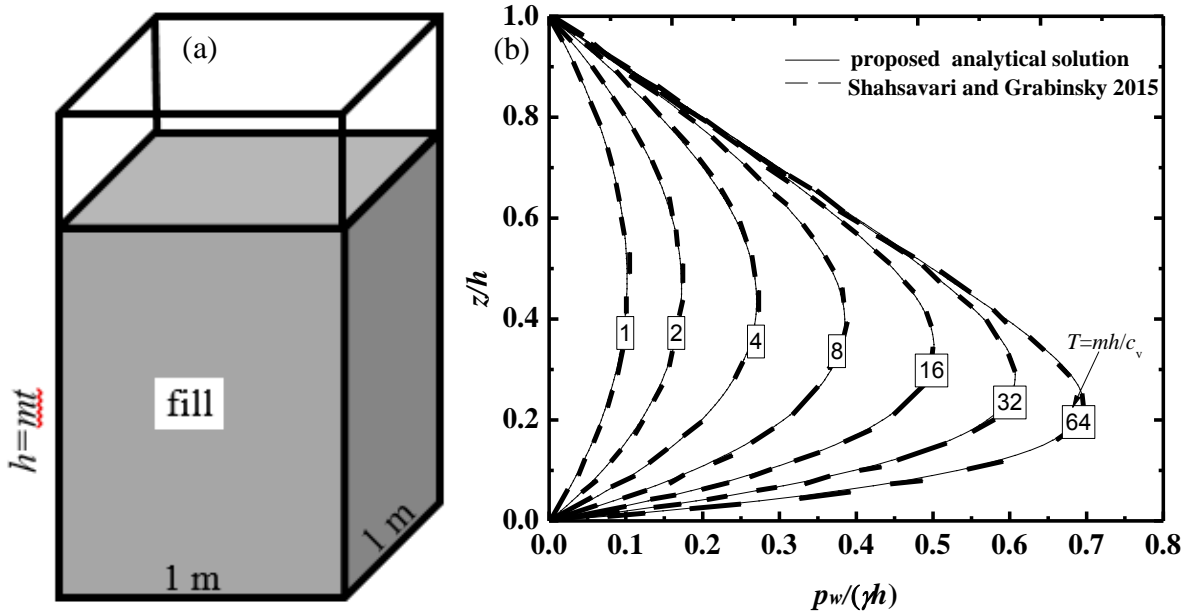 (a)
fill
h=mt
1 m
1 m
(b)
proposed analytical solution
Shahsavari and Grabinsky 2015
1.0
0.8
0.6
0.4
0.2
0.0
z/h
1
2
4
8
16
32
64
T=mh/cv
0.0 0.1 0.2 0.3 0.4 0.5 0.6 0.7 0.8
pw/(γh)